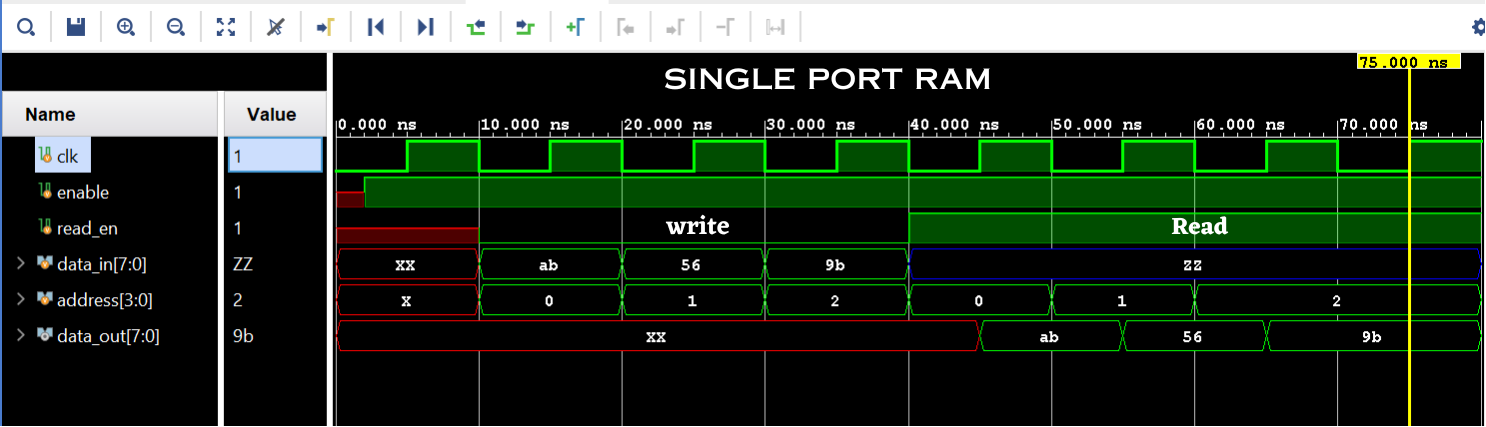 75.000 ns
SINGLE PORT RAM
Name Value
0.000 ns 10.000 ns 20.000 ns 30.000 ns 40.000 ns 50.000 ns 60.000 ns 70.000 ns
clk 1
enable 1
read_en 1 write Read
data_in[7:0] ZZ XX ab 56 9b ZZ
address[3:0] 2 X 0 1 2 0 1 2
data_out[7:0] 9b XX ab 56 9b